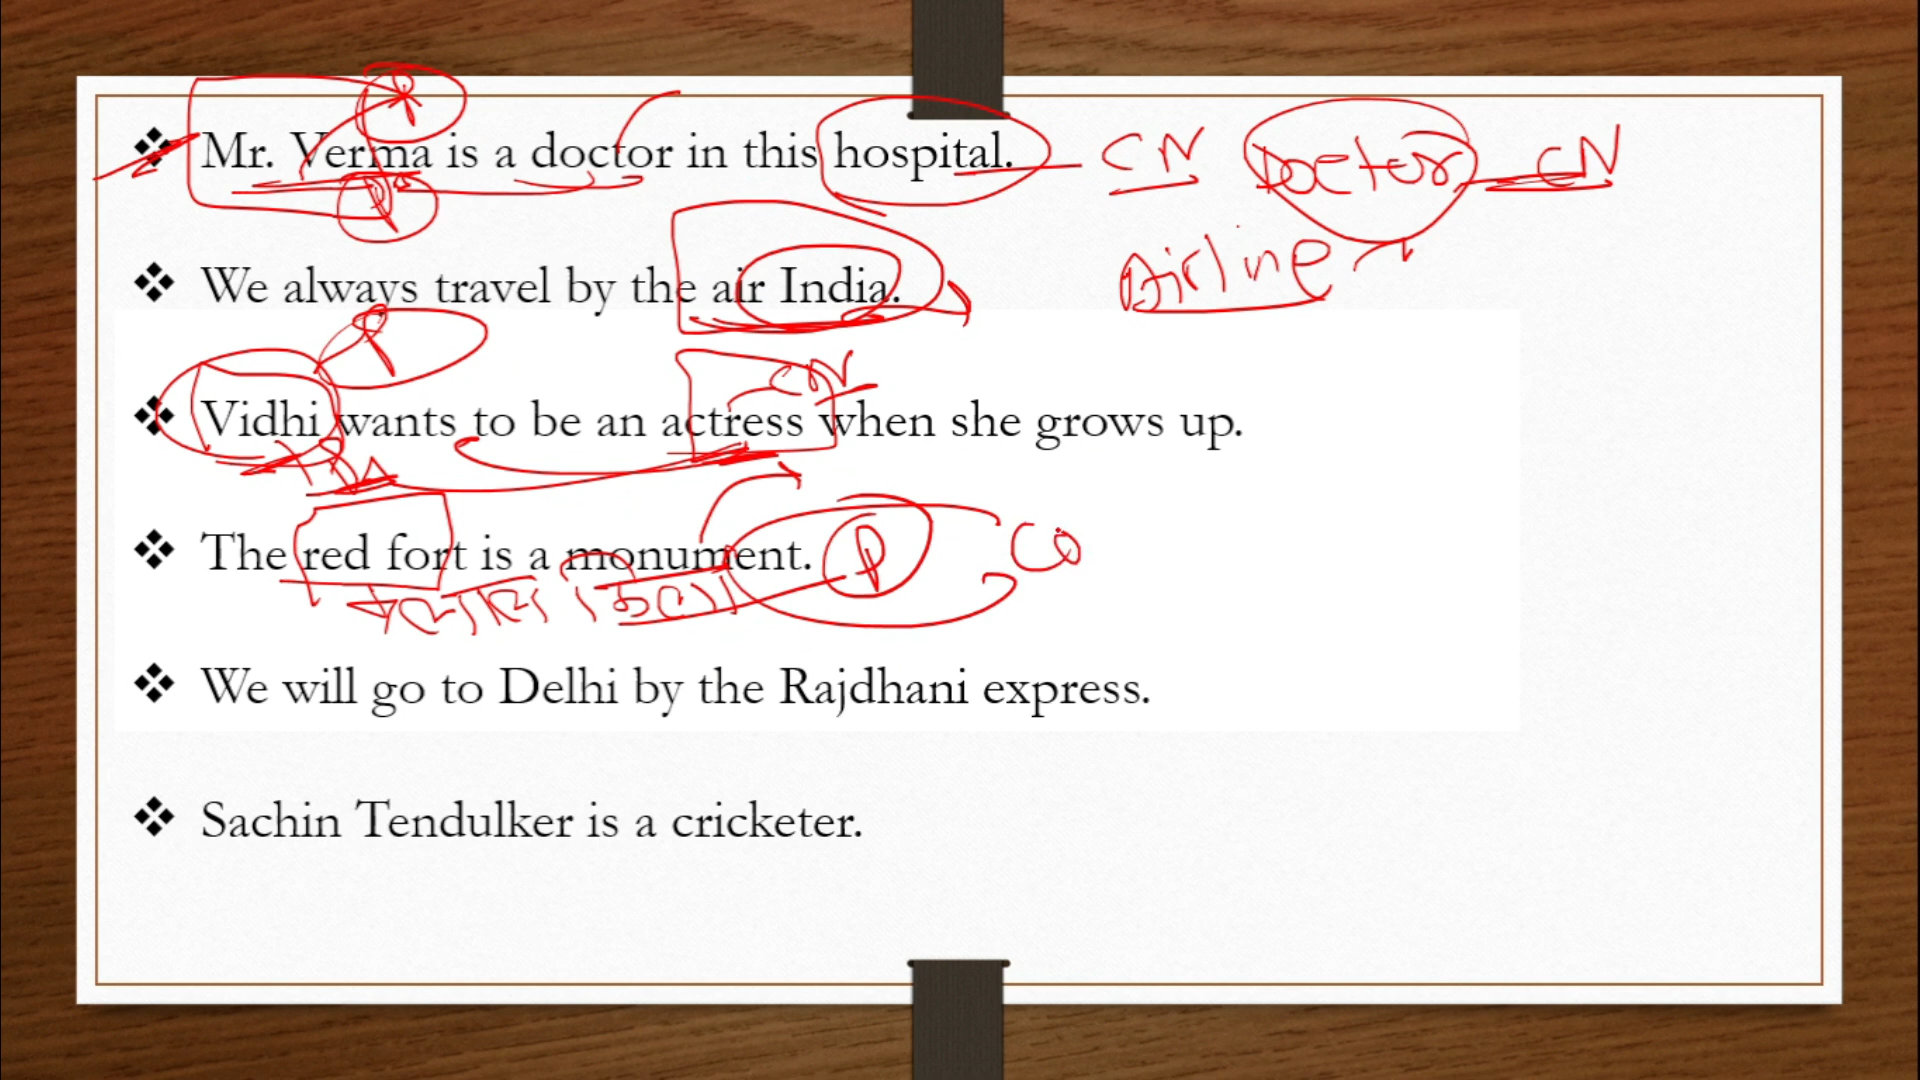 Mr. Verma is a doctor in this hospital. CN Doctor CN
P
P
We always travel by the air India. Airline
P
CN
Vidhi wants to be an actress when she grows up.
The red fort is a monument. P Co
We will go to Delhi by the Rajdhani express.
Sachin Tendulker is a cricketer.